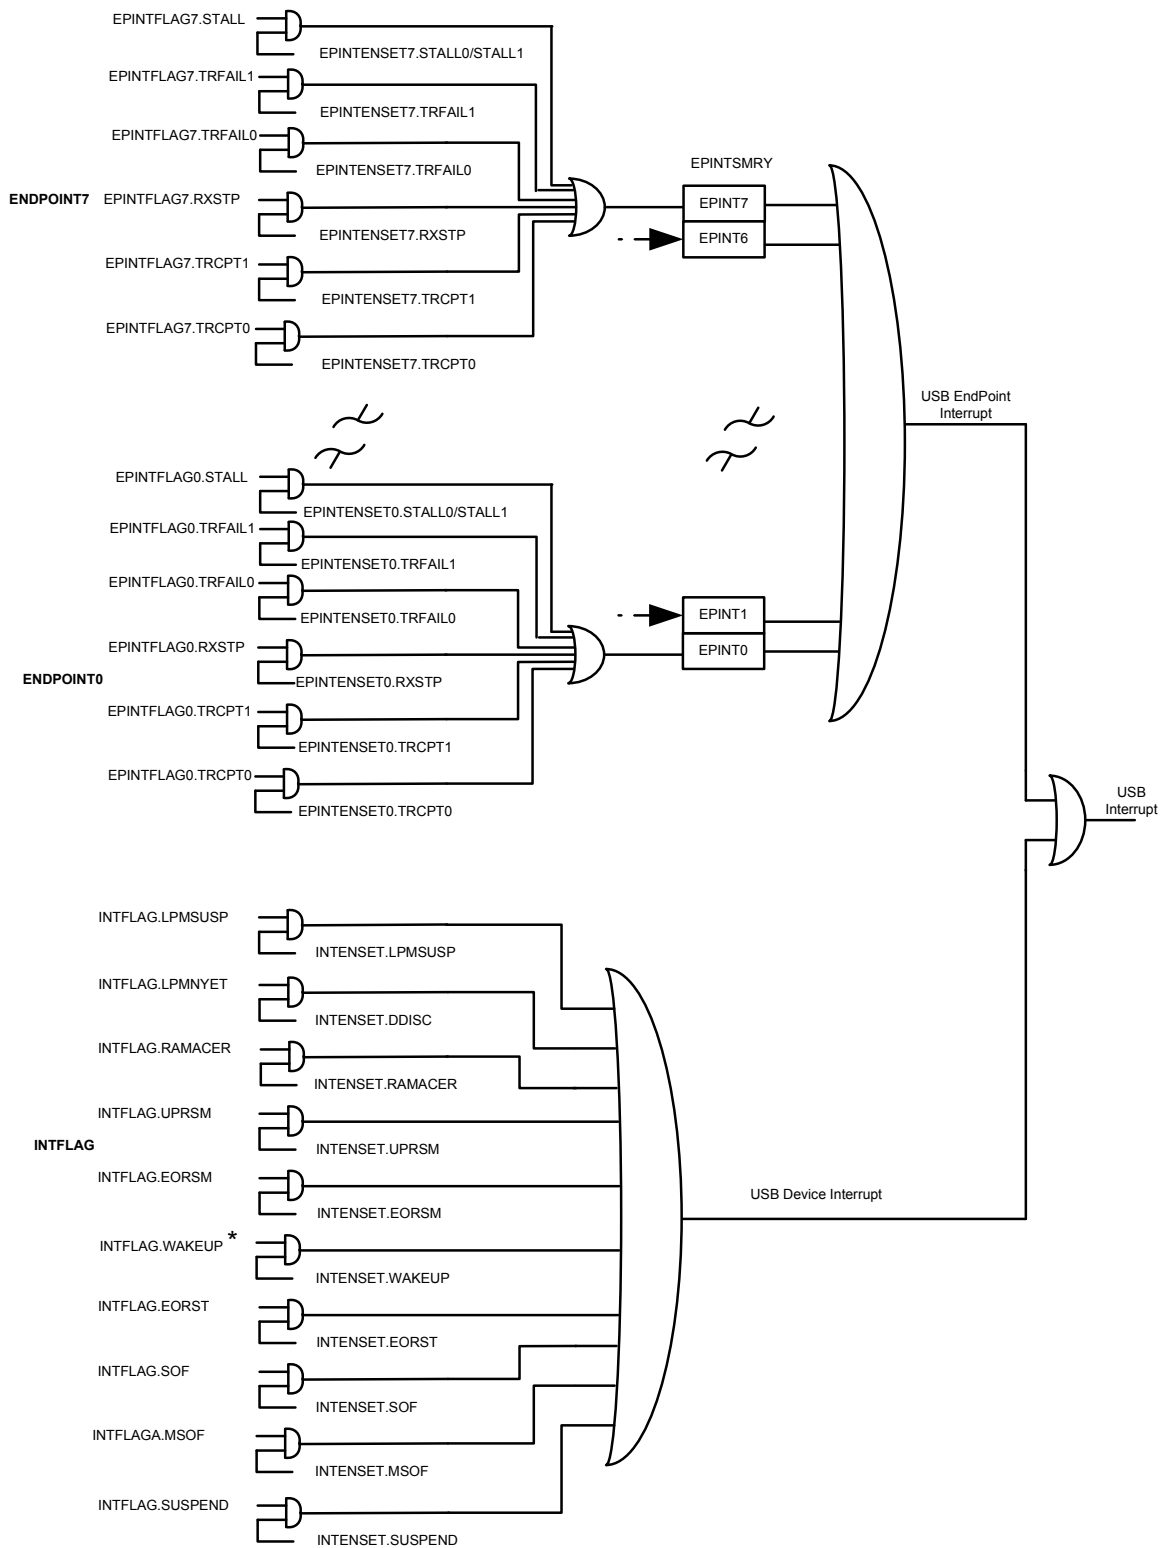 EPINTFLAG7.STALL
EPINTENSET7.STALL0/STALL1
EPINTFLAG7.TRFAIL1
EPINTENSET7.TRFAIL1
EPINTFLAG7.TRFAIL0
EPINTENSET7.TRFAIL0
ENDPOINT7
EPINTFLAG7.RXSTP
EPINTENSET7.RXSTP
EPINTFLAG7.TRCPT1
EPINTENSET7.TRCPT1
EPINTFLAG7.TRCPT0
EPINTENSET7.TRCPT0
EPINTSMRY
EPINT7
EPINT6
USB EndPoint
Interrupt
EPINTFLAG0.STALL
EPINTENSET0.STALL0/STALL1
EPINTFLAG0.TRFAIL1
EPINTENSET0.TRFAIL1
EPINTFLAG0.TRFAIL0
EPINTENSET0.TRFAIL0
EPINTFLAG0.RXSTP
ENDPOINT0
EPINTENSET0.RXSTP
EPINTFLAG0.TRCPT1
EPINTENSET0.TRCPT1
EPINTFLAG0.TRCPT0
EPINTENSET0.TRCPT0
EPINT1
EPINT0
USB
Interrupt
INTFLAG.LPMSUSP
INTENSET.LPMSUSP
INTFLAG.LPMNYET
INTENSET.DDISC
INTFLAG.RAMACER
INTENSET.RAMACER
INTFLAG.UPRSM
INTFLAG
INTENSET.UPRSM
INTFLAG.EORSM
INTENSET.EORSM
INTFLAG.WAKEUP *
INTENSET.WAKEUP
INTFLAG.EORST
INTENSET.EORST
INTFLAG.SOF
INTENSET.SOF
INTFLAGA.MSOF
INTENSET.MSOF
INTFLAG.SUSPEND
INTENSET.SUSPEND
USB Device Interrupt